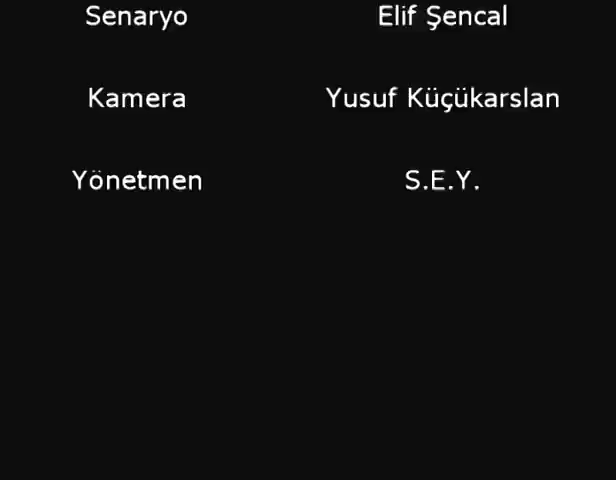 Senaryo Elif Şencal
Kamera Yusuf Küçükarslan
Yönetmen S.E.Y.